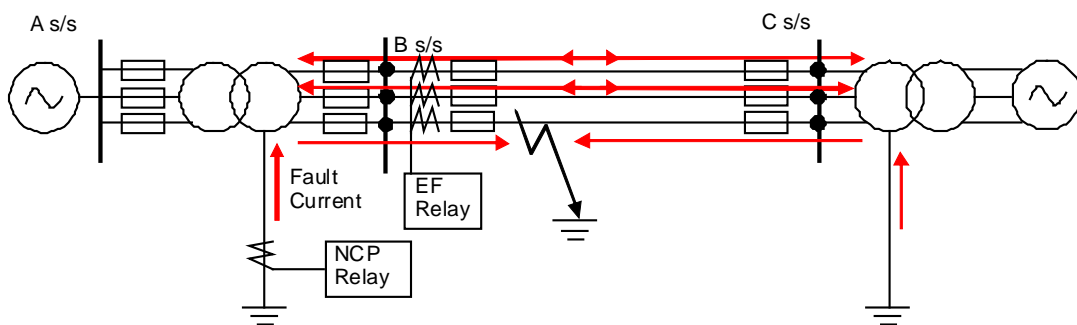 A s/s
B s/s
C s/s
Fault
Current
EF
Relay
NCP
Relay